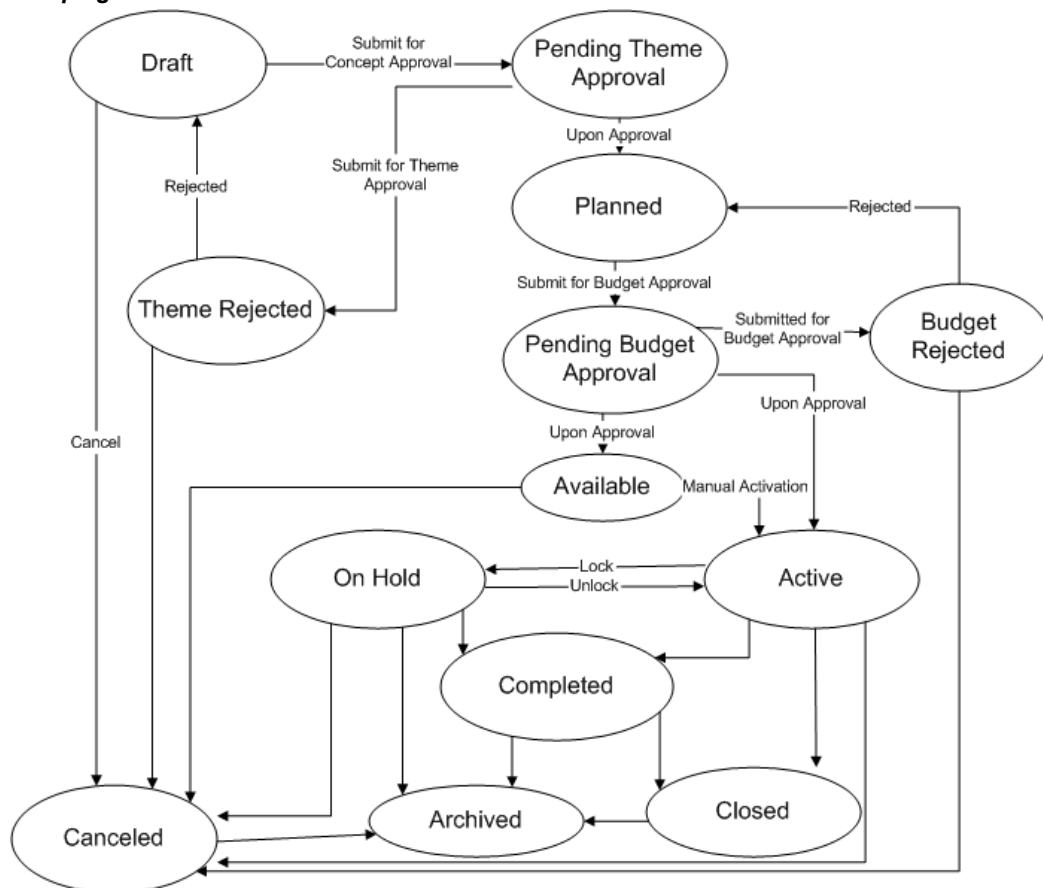 Draft
Submit for
Concept Approval
Pending Theme
Approval
Upon Approval
Submit for Theme
Approval
Rejected
Planned
Rejected
Theme Rejected
Submit for Budget Approval
Pending Budget
Approval
Submitted for
Budget Approval
Budget
Rejected
Upon Approval
Upon Approval
Cancel
Available
Manual Activation
On Hold
Lock
Unlock
Active
Completed
Canceled
Archived
Closed